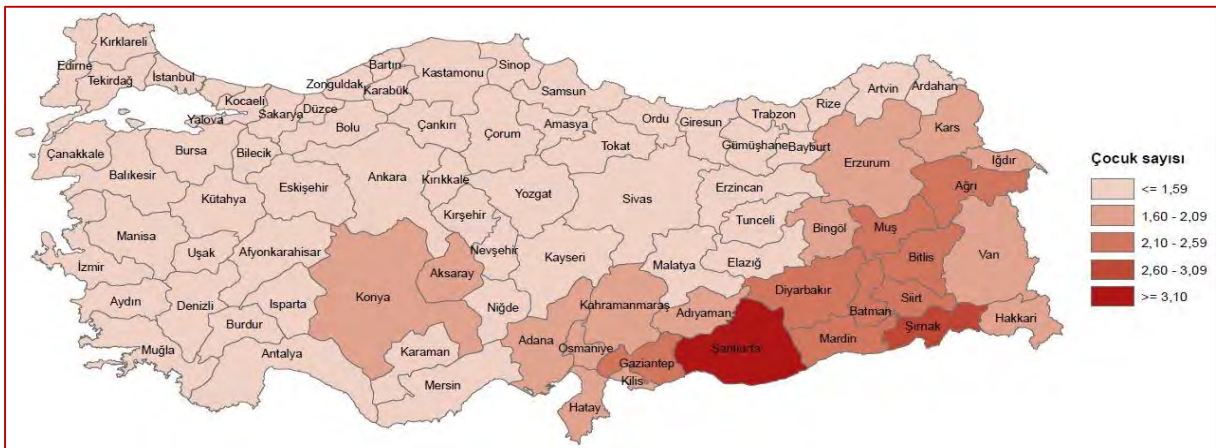 Kırklareli
Edirne
Tekirdağ
İstanbul
Kocaeli
Yalova
Sakarya
Düzce
Zonguldak
Bartın
Karabük
Kastamonu
Sinop
Samsun
Bolu
Çankırı
Çorum
Amasya
Ordu
Giresun
Trabzon
Rize
Artvin
Ardahan
Kars
Iğdır
Gümüşhane
Bayburt
Erzurum
Tokat
Çanakkale
Balıkesir
Bursa
Bilecik
Eskişehir
Kütahya
Ankara
Kırıkkale
Kırşehir
Yozgat
Sivas
Erzincan
Tunceli
Bingöl
Muş
Ağrı
Manisa
Uşak
Afyonkarahisar
İzmir
Aydın
Denizli
Isparta
Burdur
Muğla
Antalya
Konya
Aksaray
Nevşehir
Niğde
Kayseri
Karaman
Mersin
Adana
Osmaniye
Kahramanmaraş
Malatya
Elazığ
Adıyaman
Gaziantep
Kilis
Hatay
Şanlıurfa
Diyarbakır
Mardin
Batman
Siirt
Bitlis
Van
Şırnak
Hakkari
Çocuk sayısı
<= 1,59
1,60 - 2,09
2,10 - 2,59
2,60 - 3,09
>= 3,10